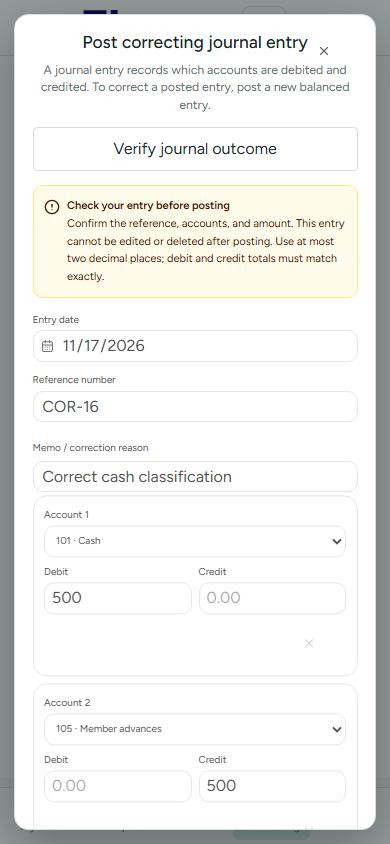 Post correcting journal entry
A journal entry records which accounts are debited and
credited. To correct a posted entry, post a new balanced
entry.
Verify journal outcome
Check your entry before posting
Confirm the reference, accounts, and amount. This entry
cannot be edited or deleted after posting. Use at most
two decimal places; debit and credit totals must match
exactly.
Entry date
11/17/2026
Reference number
COR-16
Memo / correction reason
Correct cash classification
Account 1
101 · Cash
Debit Credit
500 0.00
Account 2
105 · Member advances
Debit Credit
0.00 500